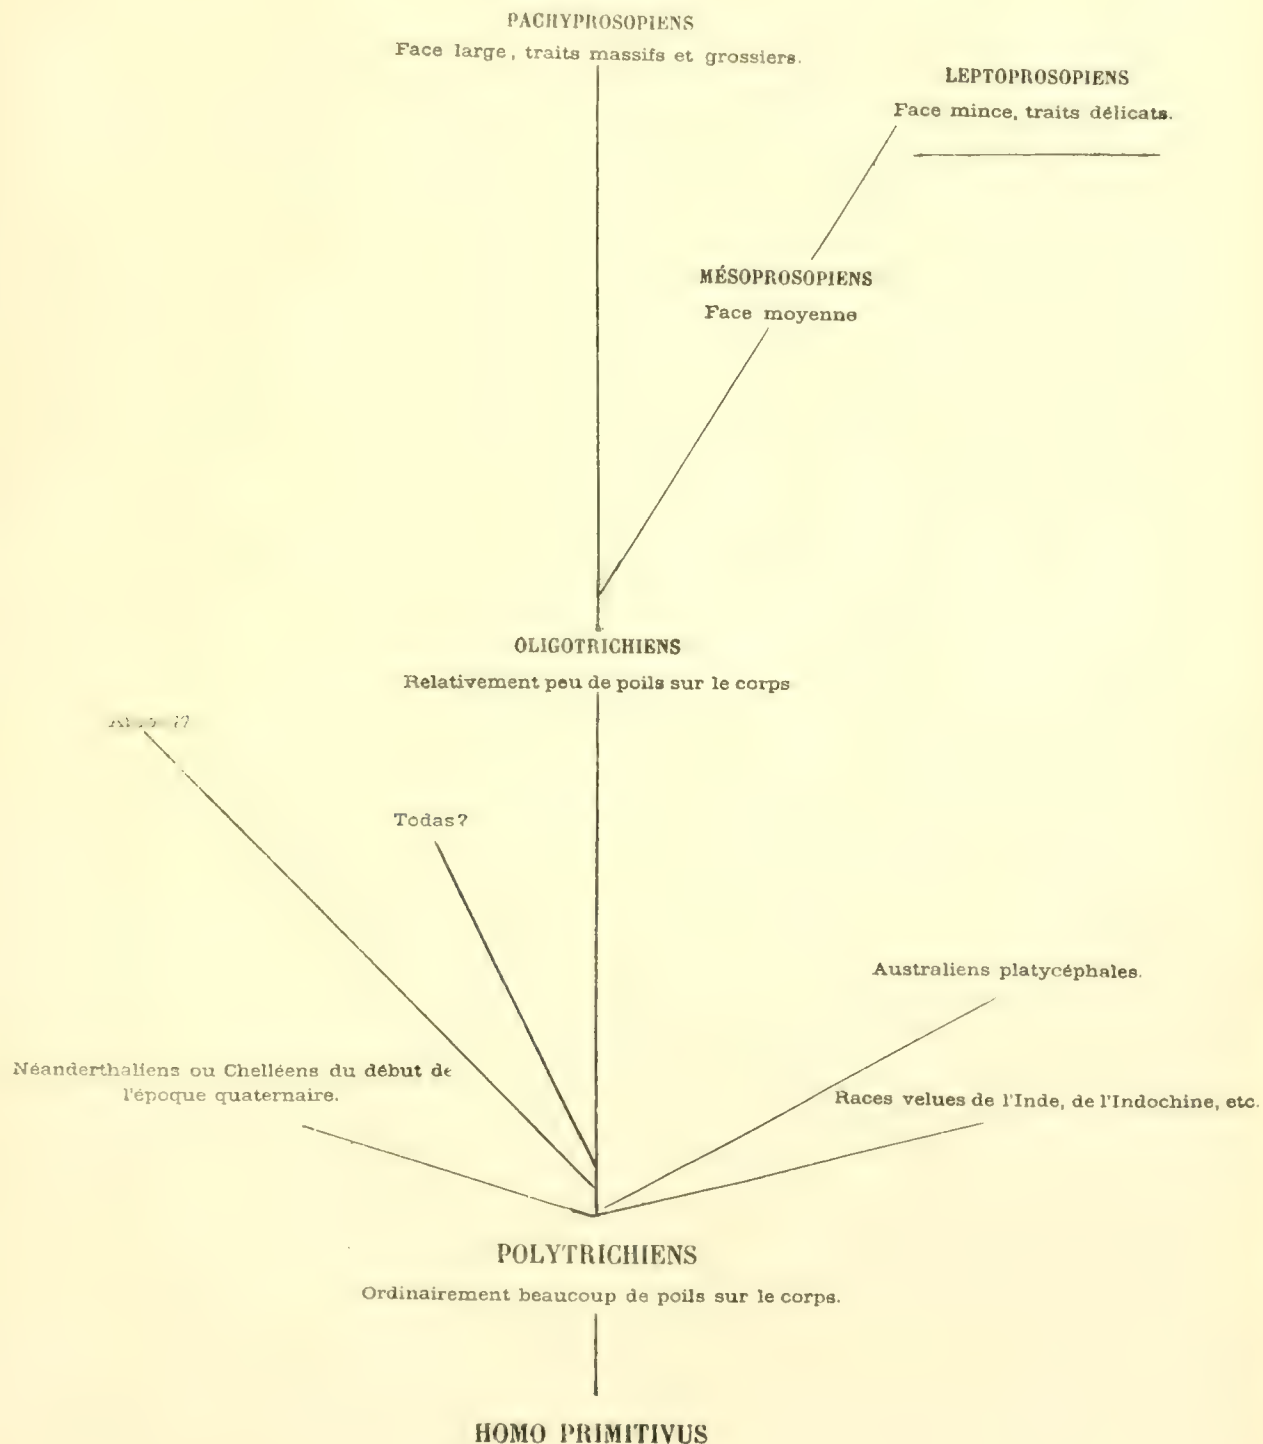 PACHYPROSOPIENS
Face large, traits massifs et grossiers.
LEPTOPROSOPIENS
Face mince, traits délicats.
MÉSOPROSOPIENS
Face moyenne
OLIGOTRICHIENS
Relativement peu de poils sur le corps
Todas?
Australiens platycéphales.
Néanderthaliens ou Chelléens du début de
l'époque quaternaire.
Races velues de l'Inde, de l'Indochine, etc.
POLYTRICHIENS
Ordinairement beaucoup de poils sur le corps.
HOMO PRIMITIVUS